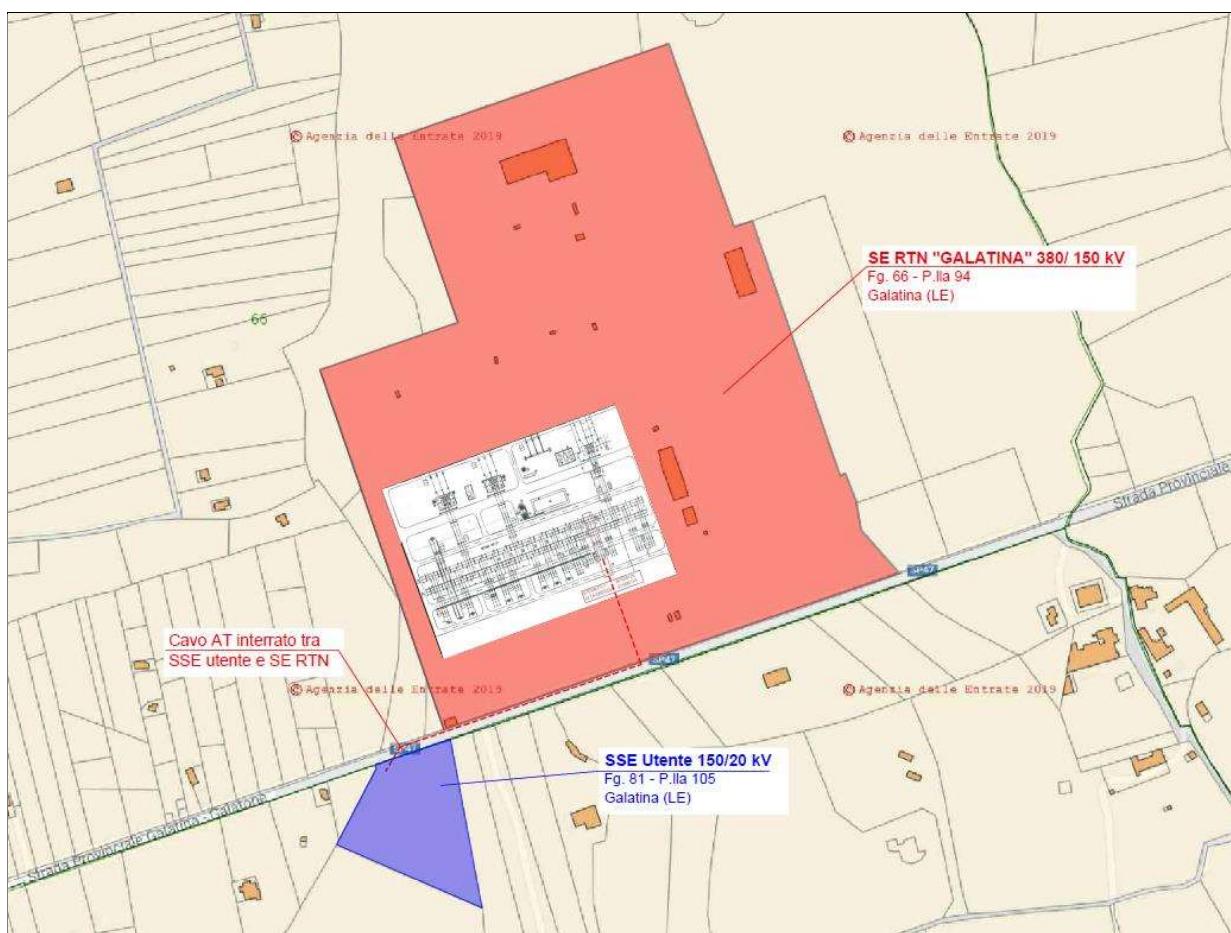 © Agenzia delle Entrate 2019
© Agenzia delle Entrate 2019
SE RTN "GALATINA" 380/ 150 kV
Fg. 66 - P.lla 94
Galatina (LE)
66
Strada Provinciale
SP47
Cavo AT interrato tra
SSE utente e SE RTN
SP47
© Agenzia delle Entrate 2019
© Agenzia delle Entrate 2019
SP47
SSE Utente 150/20 kV
Fg. 81 - P.lla 105
Galatina (LE)
Strada Provinciale Galatina - Galatone